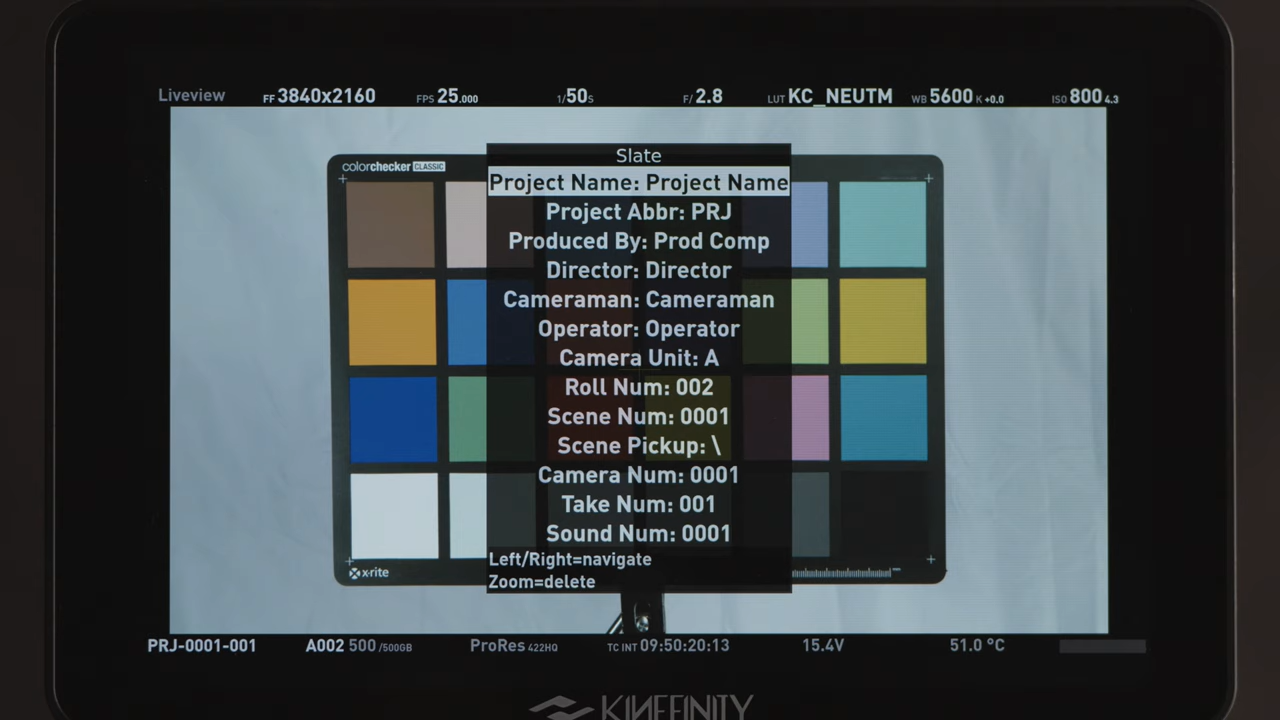 Liveview FF 3840x2160 FPS 25.000 1/50S F/2.8 LUT KC_NEUTM WB 5600 K +0.0 ISO 800 4.3
colorchecker CLASSIC
Slate
Project Name: Project Name
Project Abbr: PRJ
Produced By: Prod Comp
Director: Director
Cameraman: Cameraman
Operator: Operator
Camera Unit: A
Roll Num: 002
Scene Num: 0001
Scene Pickup: \
Camera Num: 0001
Take Num: 001
Sound Num: 0001
Left/Right=navigate
Zoom=delete
x-rite
PRJ-0001-001 A002 500 /500GB ProRes 422HQ TC INT 09:50:20:13 15.4V 51.0 °C
KINEFINITY